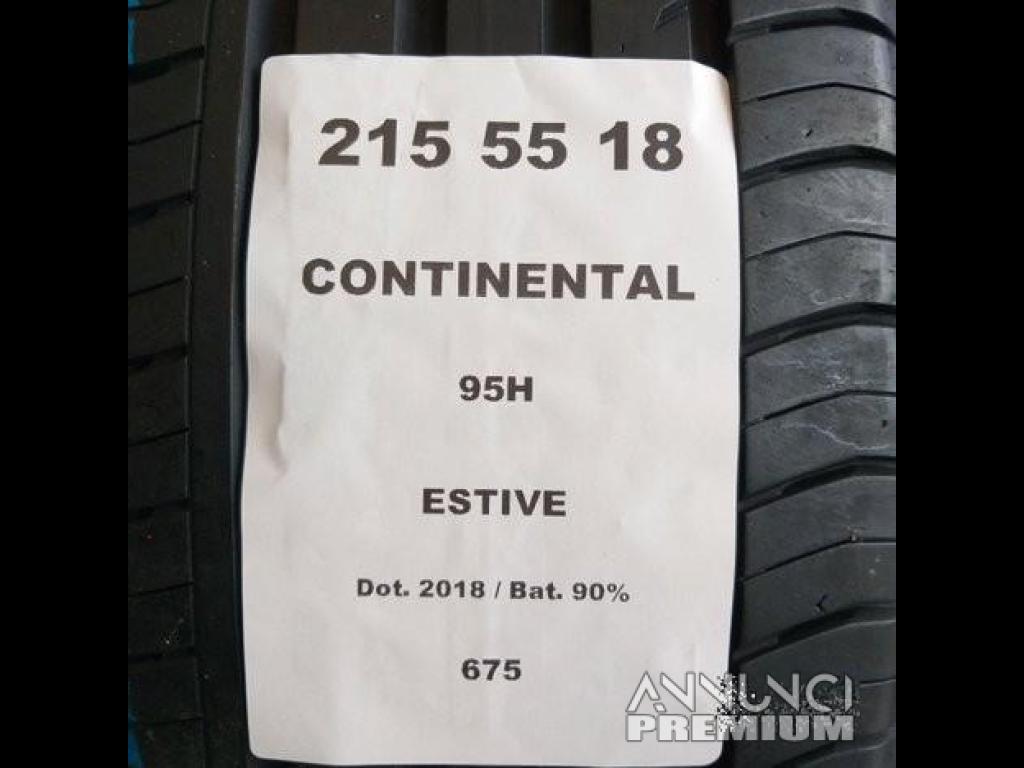 215 55 18
CONTINENTAL
95H
ESTIVE
Dot. 2018 / Bat. 90%
675
ANNUNCI
PREMIUM